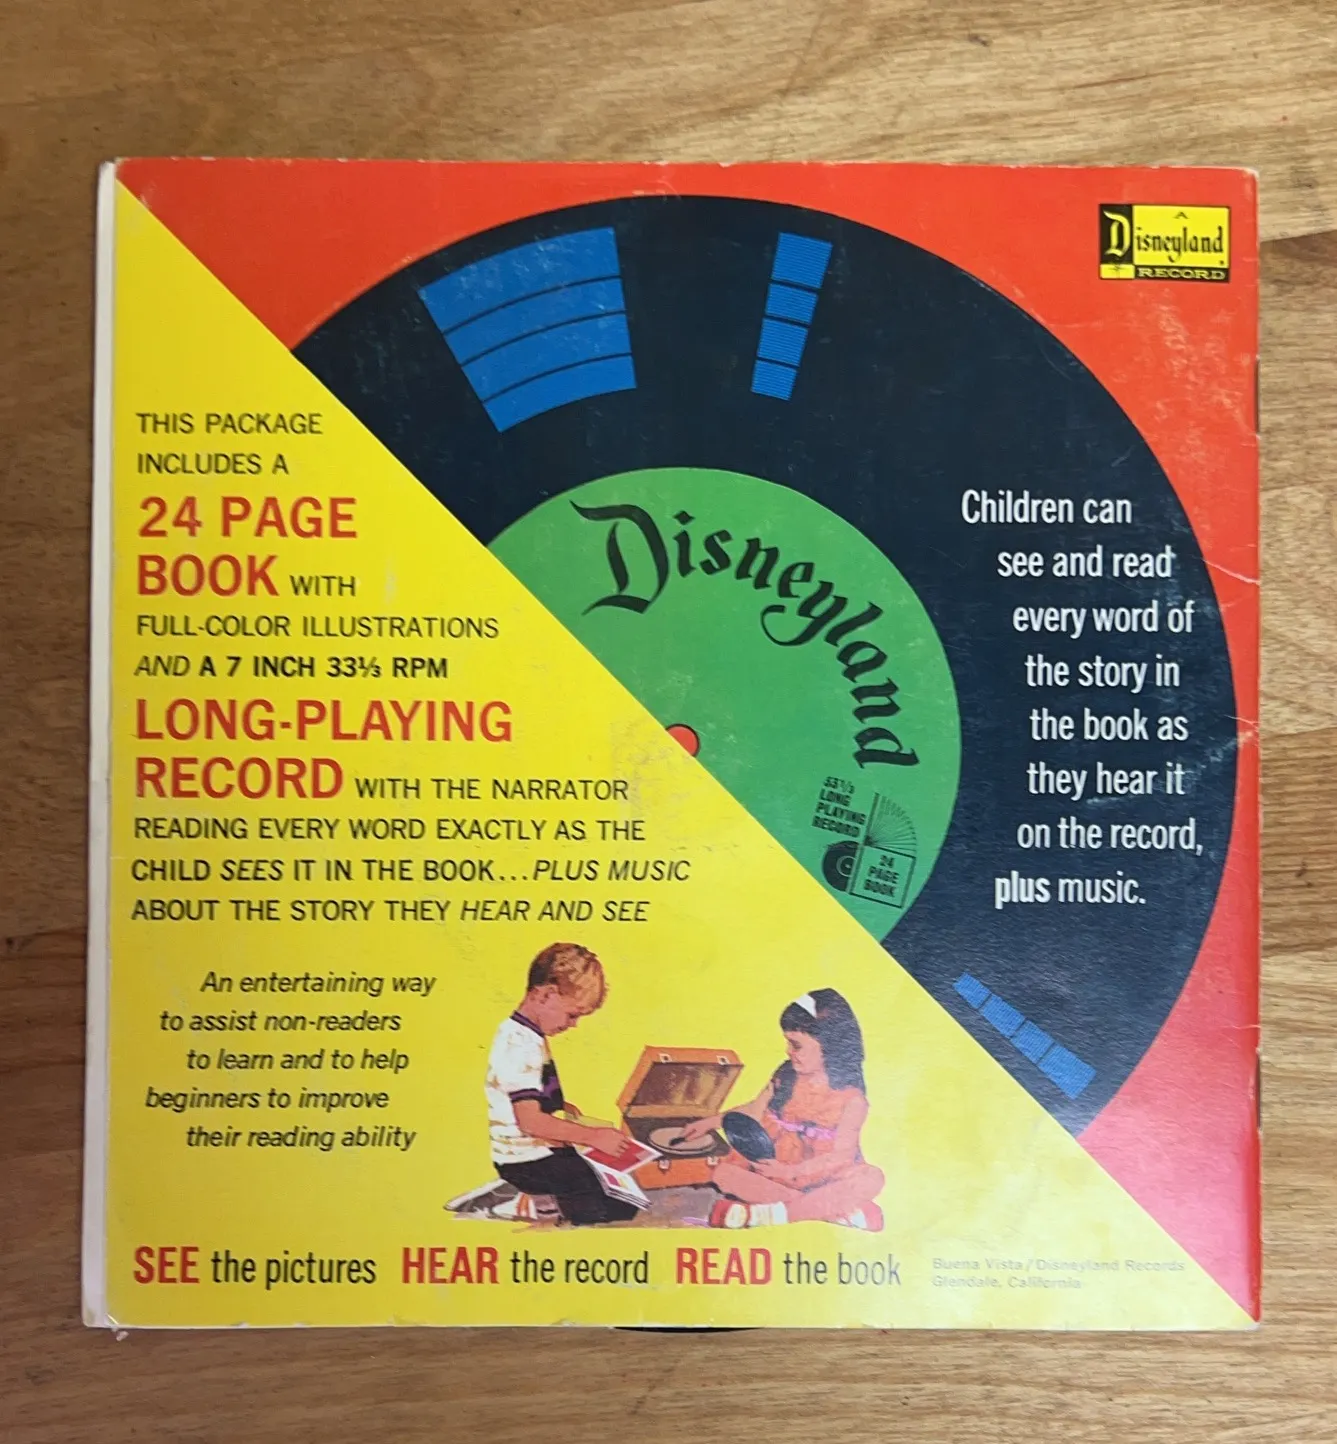 A
Disneyland
RECORD
THIS PACKAGE
INCLUDES A
24 PAGE
BOOK WITH
FULL-COLOR ILLUSTRATIONS
AND A 7 INCH 33⅓ RPM
LONG-PLAYING
RECORD WITH THE NARRATOR
READING EVERY WORD EXACTLY AS THE
CHILD SEES IT IN THE BOOK...PLUS MUSIC
ABOUT THE STORY THEY HEAR AND SEE
Disneyland
33⅓
LONG
PLAYING
RECORD
24
PAGE
BOOK
Children can
see and read
every word of
the story in
the book as
they hear it
on the record,
plus music.
An entertaining way
to assist non-readers
to learn and to help
beginners to improve
their reading ability
SEE the pictures HEAR the record READ the book
Buena Vista/Disneyland Records
Glendale, California